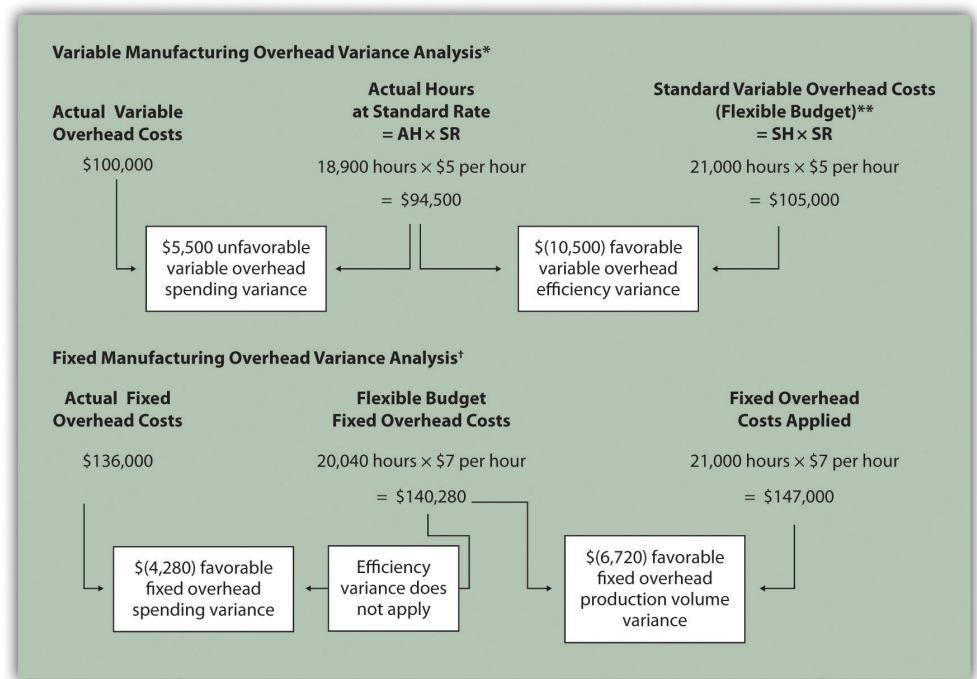 Variable Manufacturing Overhead Variance Analysis*
Actual Variable
Overhead Costs
$100,000
Actual Hours
at Standard Rate
= AH × SR
18,900 hours × $5 per hour
= $94,500
Standard Variable Overhead Costs
(Flexible Budget)**
= SH × SR
21,000 hours × $5 per hour
= $105,000
$5,500 unfavorable
variable overhead
spending variance
$(10,500) favorable
variable overhead
efficiency variance
Fixed Manufacturing Overhead Variance Analysis†
Actual Fixed
Overhead Costs
$136,000
Flexible Budget
Fixed Overhead Costs
20,040 hours × $7 per hour
= $140,280
Fixed Overhead
Costs Applied
21,000 hours × $7 per hour
= $147,000
$(4,280) favorable
fixed overhead
spending variance
Efficiency
variance does
not apply
$(6,720) favorable
fixed overhead
production volume
variance